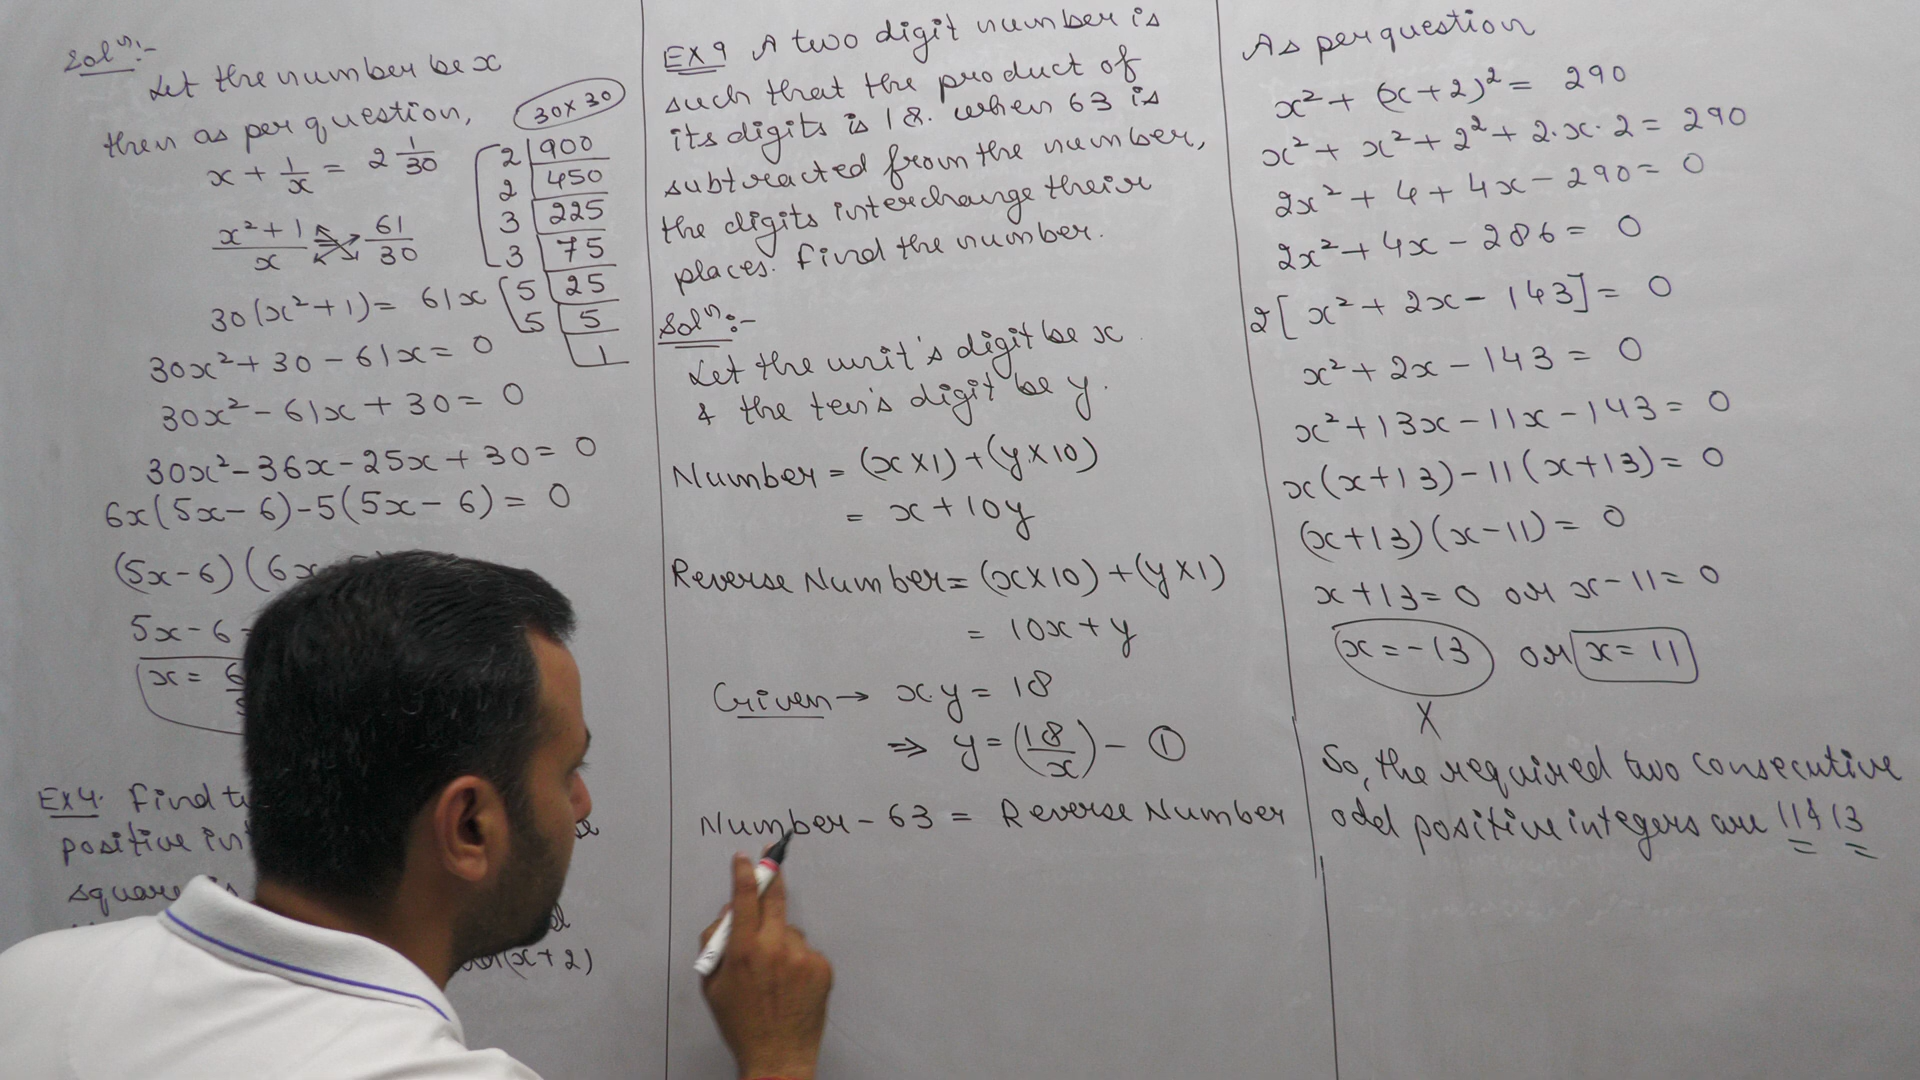 Solⁿ:-
Let the number be x
then as per question,
x + 1/x = 2 1/30
(x² + 1)/x = 61/30
30(x²+1) = 61x
30x² + 30 - 61x = 0
30x² - 61x + 30 = 0
30x² - 36x - 25x + 30 = 0
6x(5x - 6) - 5(5x - 6) = 0
(5x - 6) (6x
5x - 6
x = 6
30 x 30
2 | 900
2 | 450
3 | 225
3 | 75
5 | 25
5 | 5
1
Ex 4. Find
positive
square
(x+2)
EX 9 A two digit number is
such that the product of
its digits is 18. when 63 is
subtracted from the number,
the digits interchange their
places. Find the number.
Solⁿ:-
Let the unit's digit be x
& the ten's digit be y.
Number = (x x 1) + (y x 10)
= x + 10y
Reverse Number = (x x 10) + (y x 1)
= 10x + y
Given → x.y = 18
⇒ y = (18/x) - ①
Number - 63 = Reverse Number
As per question
x² + (x+2)² = 290
x² + x² + 2² + 2.x.2 = 290
2x² + 4 + 4x - 290 = 0
2x² + 4x - 286 = 0
2[x² + 2x - 143] = 0
x² + 2x - 143 = 0
x² + 13x - 11x - 143 = 0
x(x+13) - 11(x+13) = 0
(x+13)(x-11) = 0
x+13 = 0 or x-11 = 0
x = -13 or x = 11
X
So, the required two consecutive
odd positive integers are 11 & 13